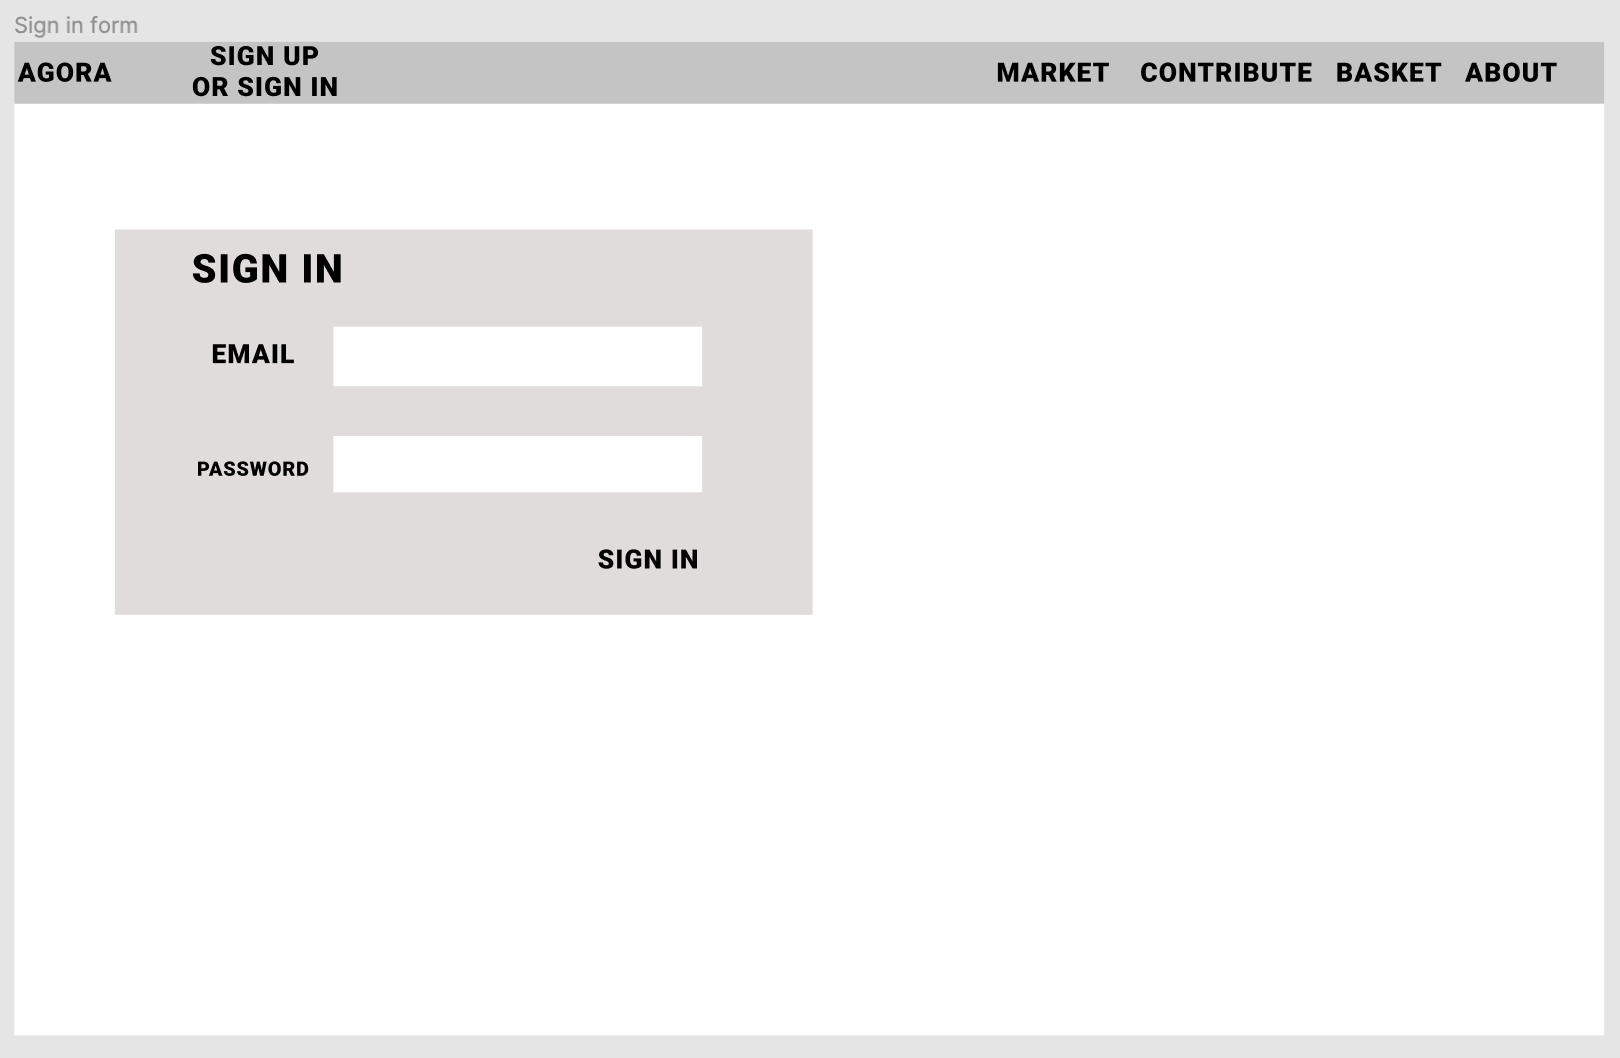 Sign in form
AGORA
SIGN UP
OR SIGN IN
MARKET CONTRIBUTE BASKET ABOUT
SIGN IN
EMAIL
PASSWORD
SIGN IN